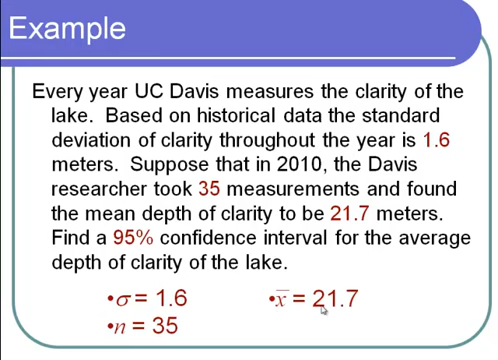 Example
Every year UC Davis measures the clarity of the
lake. Based on historical data the standard
deviation of clarity throughout the year is 1.6
meters. Suppose that in 2010, the Davis
researcher took 35 measurements and found
the mean depth of clarity to be 21.7 meters.
Find a 95% confidence interval for the average
depth of clarity of the lake.
•σ = 1.6 •x̅ = 21.7
•n = 35